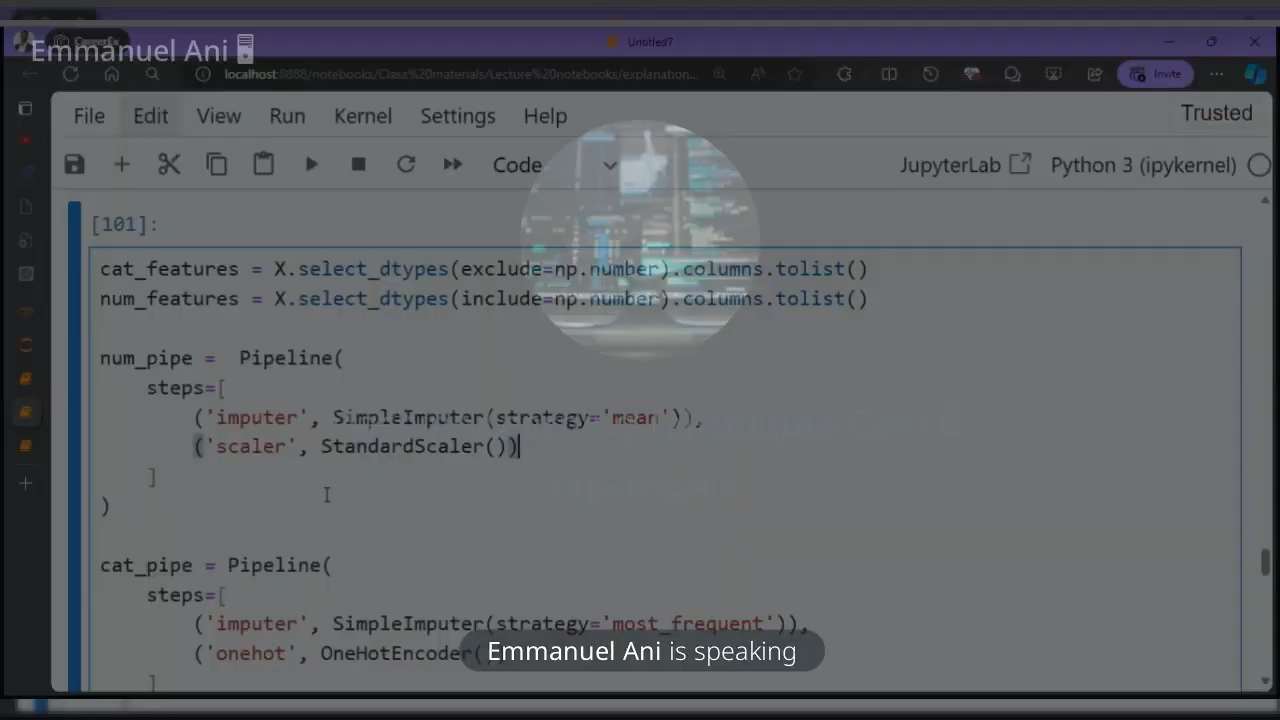 Emmanuel Ani
Untitled7
localhost:8888/notebooks/Class%20materials/Lecture%20notebooks/explanation...
Invite
File Edit View Run Kernel Settings Help
Trusted
Code
JupyterLab
Python 3 (ipykernel)
[101]:
cat_features = X.select_dtypes(exclude=np.number).columns.tolist()
num_features = X.select_dtypes(include=np.number).columns.tolist()
num_pipe =  Pipeline(
steps=[
('imputer', SimpleImputer(strategy='mean')),
('scaler', StandardScaler())
]
)
cat_pipe = Pipeline(
steps=[
('imputer', SimpleImputer(strategy='most_frequent')),
('onehot', OneHotEncoder(
Emmanuel Ani is speaking
]